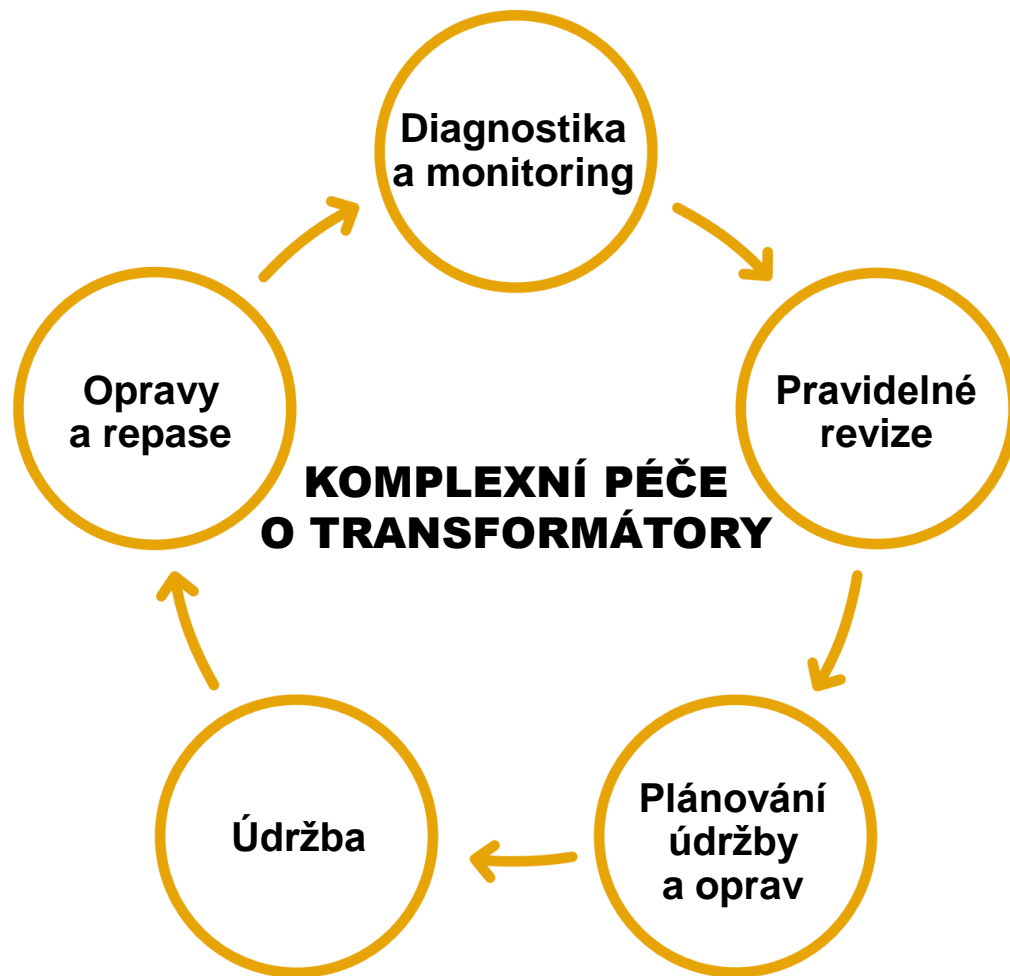 Diagnostika
a monitoring
Pravidelné
revize
Plánování
údržby
a oprav
Údržba
Opravy
a repase
KOMPLEXNÍ PÉČE
O TRANSFORMÁTORY